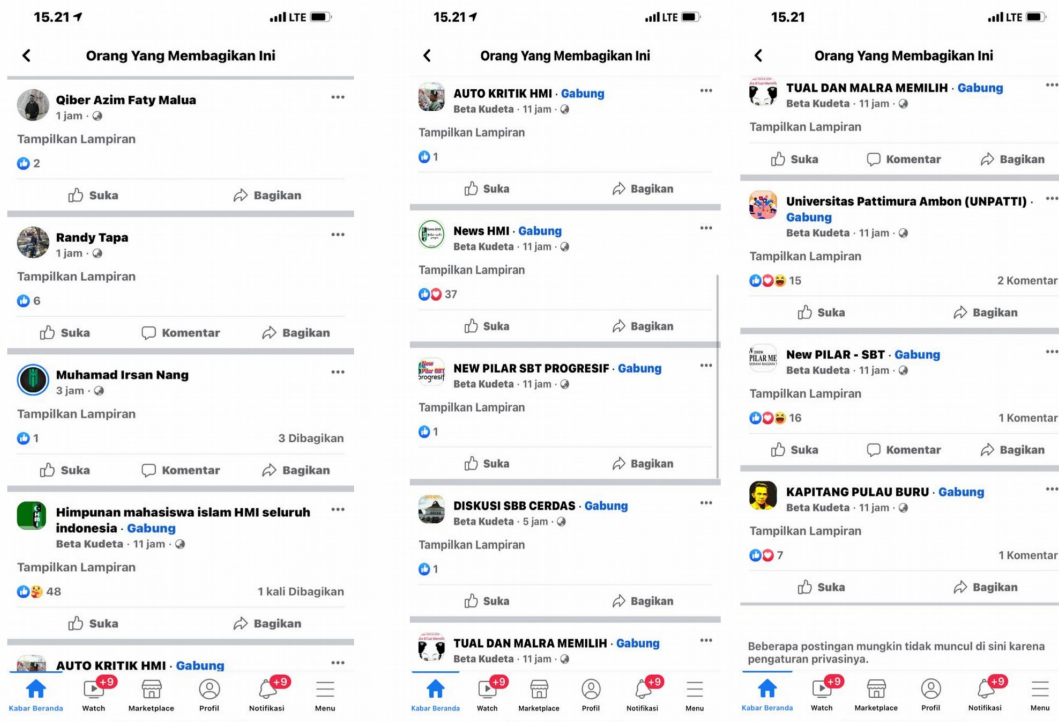 15.21
LTE
Orang Yang Membagikan Ini
Qiber Azim Faty Malua
1 jam ·
Tampilkan Lampiran
2
Suka Bagikan
Randy Tapa
1 jam ·
Tampilkan Lampiran
6
Suka Komentar Bagikan
Muhamad Irsan Nang
3 jam ·
Tampilkan Lampiran
1 3 Dibagikan
Suka Komentar Bagikan
Himpunan mahasiswa islam HMI seluruh
indonesia · Gabung
Beta Kudeta · 11 jam ·
Tampilkan Lampiran
48 1 kali Dibagikan
Suka Bagikan
AUTO KRITIK HMI · Gabung
+9 +9
Kabar Beranda Watch Marketplace Profil Notifikasi Menu
15.21
LTE
Orang Yang Membagikan Ini
AUTO KRITIK HMI · Gabung
Beta Kudeta · 11 jam ·
Tampilkan Lampiran
1
Suka Bagikan
News HMI · Gabung
Beta Kudeta · 11 jam ·
Tampilkan Lampiran
37
Suka Bagikan
NEW PILAR SBT PROGRESIF · Gabung
Beta Kudeta · 11 jam ·
Tampilkan Lampiran
1
Suka Bagikan
DISKUSI SBB CERDAS · Gabung
Beta Kudeta · 5 jam ·
Tampilkan Lampiran
1
Suka Bagikan
TUAL DAN MALRA MEMILIH · Gabung
Beta Kudeta · 11 jam ·
+9 +9
Kabar Beranda Watch Marketplace Profil Notifikasi Menu
15.21
LTE
Orang Yang Membagikan Ini
TUAL DAN MALRA MEMILIH · Gabung
Beta Kudeta · 11 jam ·
Tampilkan Lampiran
Suka Komentar Bagikan
Universitas Pattimura Ambon (UNPATTI) ·
Gabung
Beta Kudeta · 11 jam ·
Tampilkan Lampiran
15 2 Komentar
Suka Bagikan
New PILAR - SBT · Gabung
Beta Kudeta · 11 jam ·
Tampilkan Lampiran
16 1 Komentar
Suka Komentar Bagikan
KAPITANG PULAU BURU · Gabung
Beta Kudeta · 11 jam ·
Tampilkan Lampiran
7 1 Komentar
Suka Bagikan
Beberapa postingan mungkin tidak muncul di sini karena
pengaturan privasinya.
+9 +9
Kabar Beranda Watch Marketplace Profil Notifikasi Menu